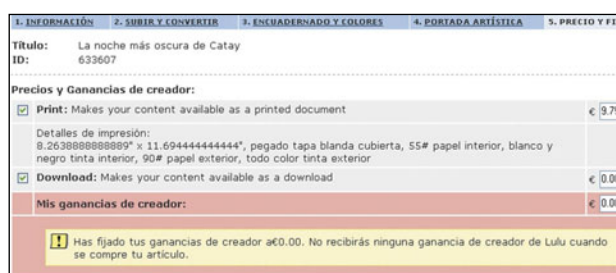 1. INFORMACIÓN 2. SUBIR Y CONVERTIR 3. ENCUADERNADO Y COLORES 4. PORTADA ARTÍSTICA 5. PRECIO Y FI
Título: La noche más oscura de Catay
ID: 633607
Precios y Ganancias de creador:
Print: Makes your content available as a printed document € 9.79
Detalles de impresión:
8.2638888888889" x 11.694444444444", pegado tapa blanda cubierta, 55# papel interior, blanco y
negro tinta interior, 90# papel exterior, todo color tinta exterior
Download: Makes your content available as a download € 0.00
Mis ganancias de creador: € 0.00
Has fijado tus ganancias de creador a€0.00. No recibirás ninguna ganancia de creador de Lulu cuando
se compre tu artículo.